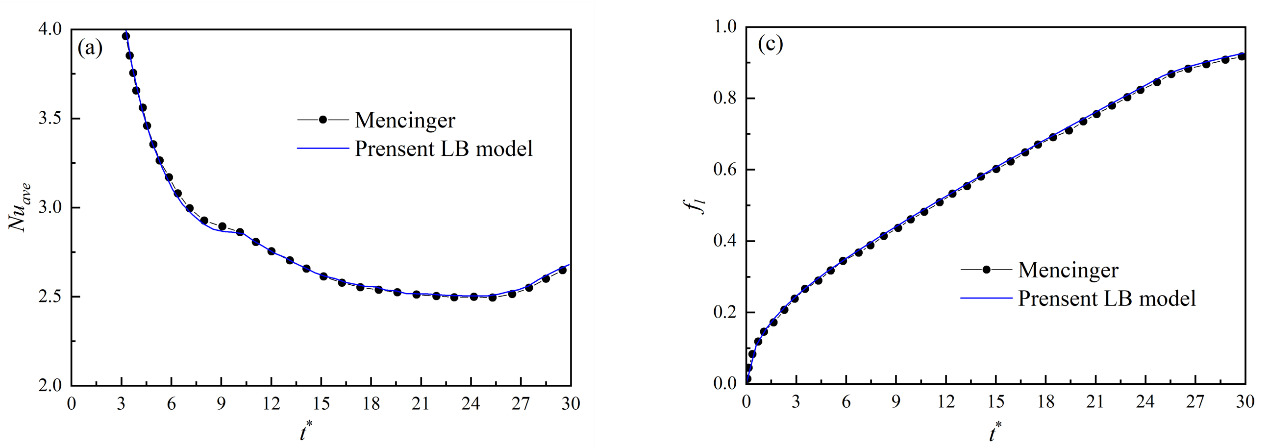 (a)
4.0
3.5
3.0
2.5
2.0
Nu_ave
Mencinger
Prensent LB model
0 3 6 9 12 15 18 21 24 27 30
t*
(c)
1.0
0.8
0.6
0.4
0.2
0.0
f_l
Mencinger
Prensent LB model
0 3 6 9 12 15 18 21 24 27 30
t*